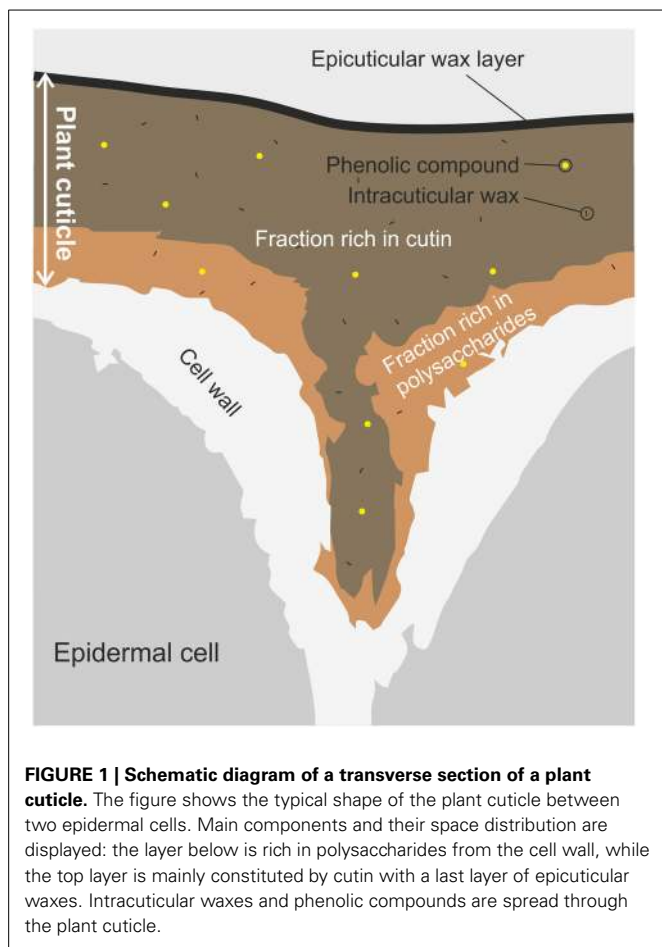 Epicuticular wax layer
Plant cuticle
Phenolic compound
Intracuticular wax
Fraction rich in cutin
Fraction rich in
polysaccharides
Cell wall
Epidermal cell
FIGURE 1 | Schematic diagram of a transverse section of a plant
cuticle. The figure shows the typical shape of the plant cuticle between
two epidermal cells. Main components and their space distribution are
displayed: the layer below is rich in polysaccharides from the cell wall, while
the top layer is mainly constituted by cutin with a last layer of epicuticular
waxes. Intracuticular waxes and phenolic compounds are spread through
the plant cuticle.